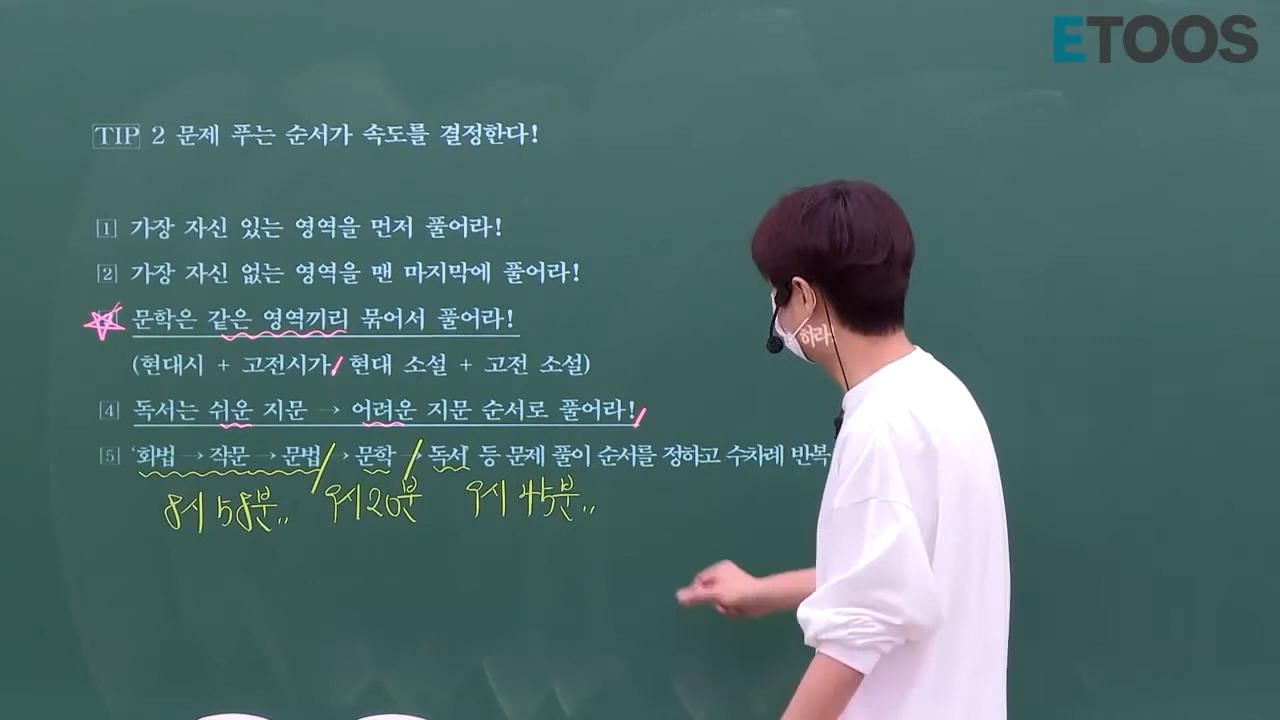 ETOOS
TIP 2 문제 푸는 순서가 속도를 결정한다!
1 가장 자신 있는 영역을 먼저 풀어라!
2 가장 자신 없는 영역을 맨 마지막에 풀어라!
문학은 같은 영역끼리 묶어서 풀어라!
(현대시 + 고전시가, 현대 소설 + 고전 소설)
4 독서는 쉬운 지문 → 어려운 지문 순서로 풀어라!
5 '화법 → 작문 → 문법 → 문학 → 독서' 등 문제 풀이 순서를 정하고 수차례 반복
8시 58분.. 9시 20분 9시 45분..